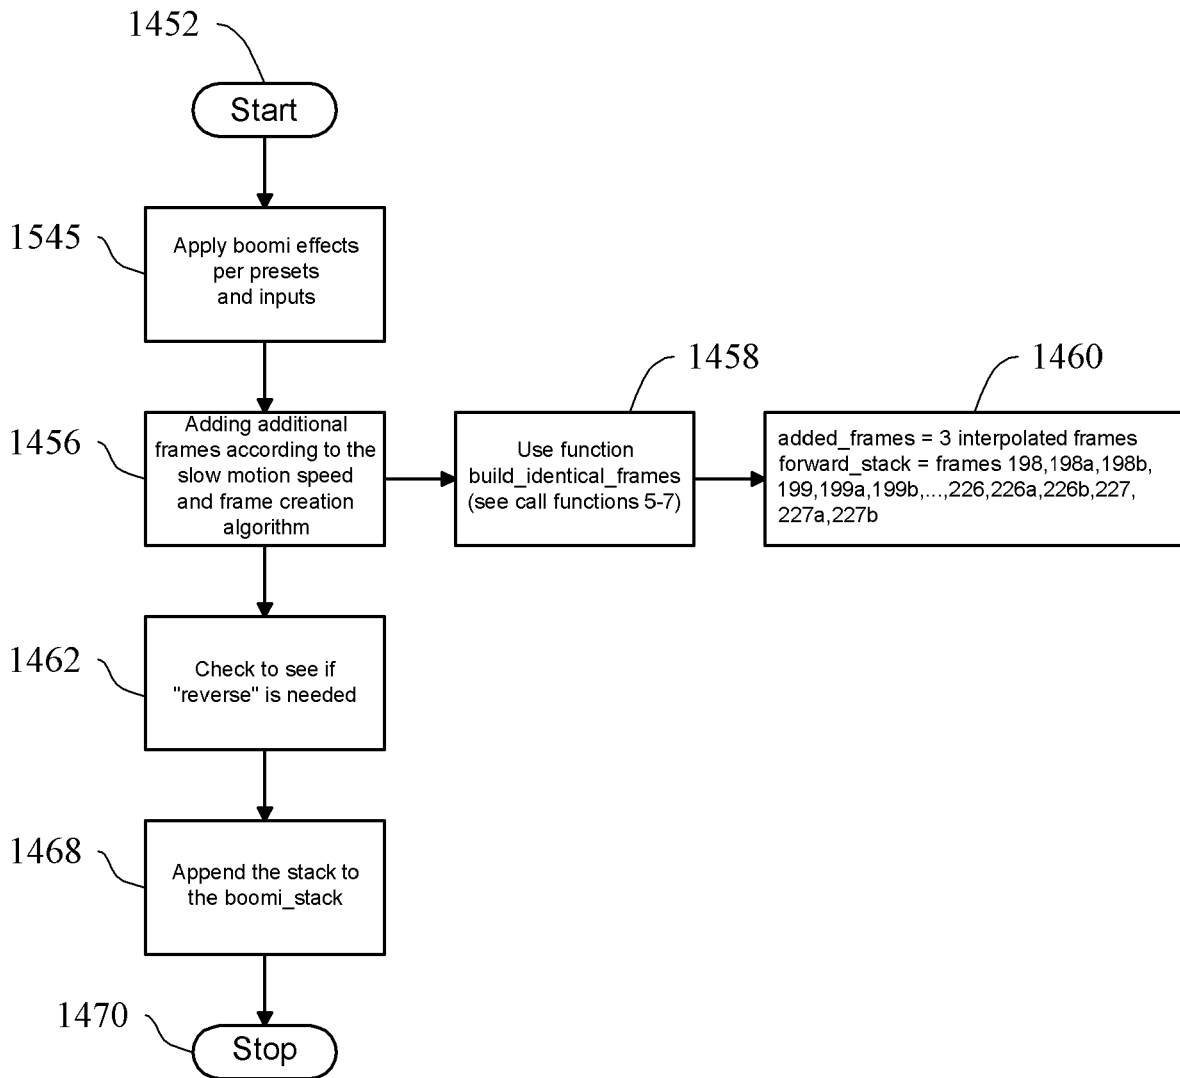 1452
Start
1545
Apply boomi effects
per presets
and inputs
1456
Adding additional
frames according to the
slow motion speed
and frame creation
algorithm
1458
Use function
build_identical_frames
(see call functions 5-7)
1460
added_frames = 3 interpolated frames
forward_stack = frames 198,198a,198b,
199,199a,199b,...,226,226a,226b,227,
227a,227b
1462
Check to see if
"reverse" is needed
1468
Append the stack to
the boomi_stack
1470
Stop